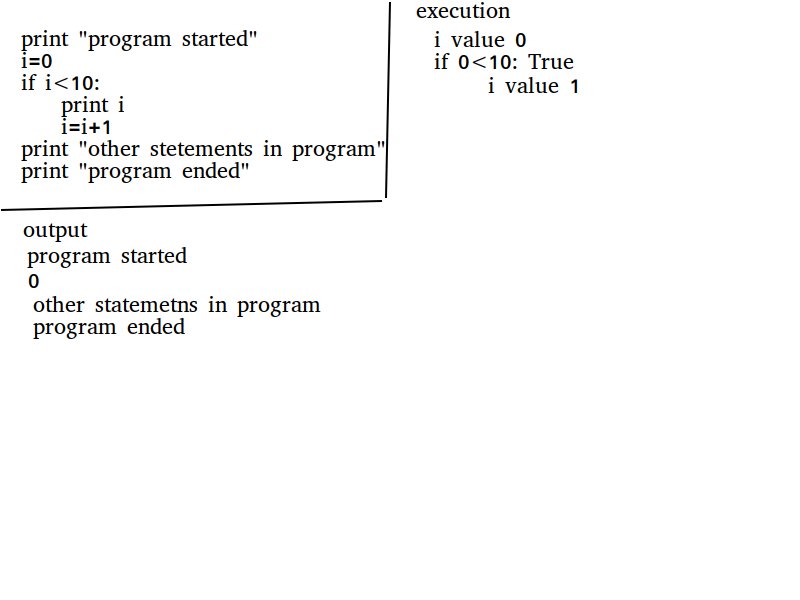 print "program started"
i=0
if i<10:
print i
i=i+1
print "other stetements in program"
print "program ended"
execution
i value 0
if 0<10: True
i value 1
output
program started
0
other statemetns in program
program ended